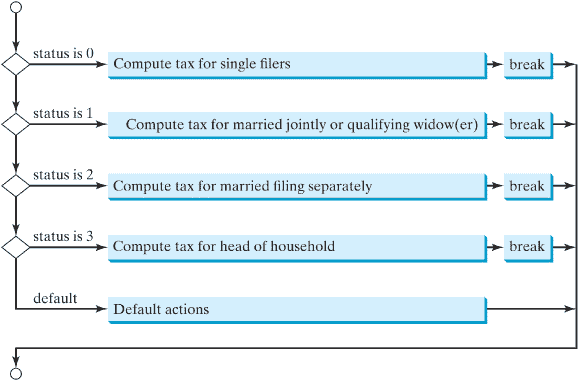 status is 0
Compute tax for single filers
break
status is 1
Compute tax for married jointly or qualifying widow(er)
break
status is 2
Compute tax for married filing separately
break
status is 3
Compute tax for head of household
break
default
Default actions